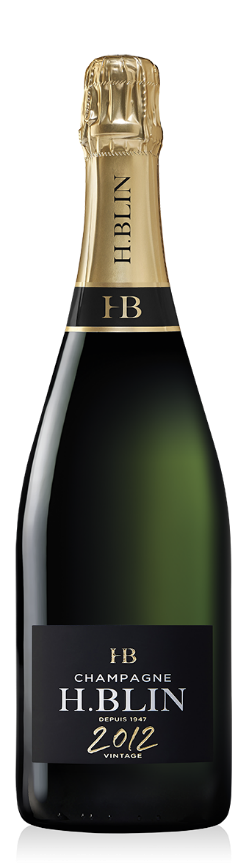 H.BLIN
HB
HB
CHAMPAGNE
H.BLIN
DEPUIS 1947
2012
VINTAGE